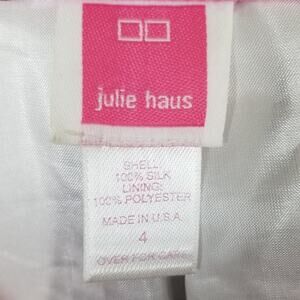 julie haus
SHELL:
100% SILK
LINING:
100% POLYESTER
MADE IN U.S.A.
4
OVER FOR CARE